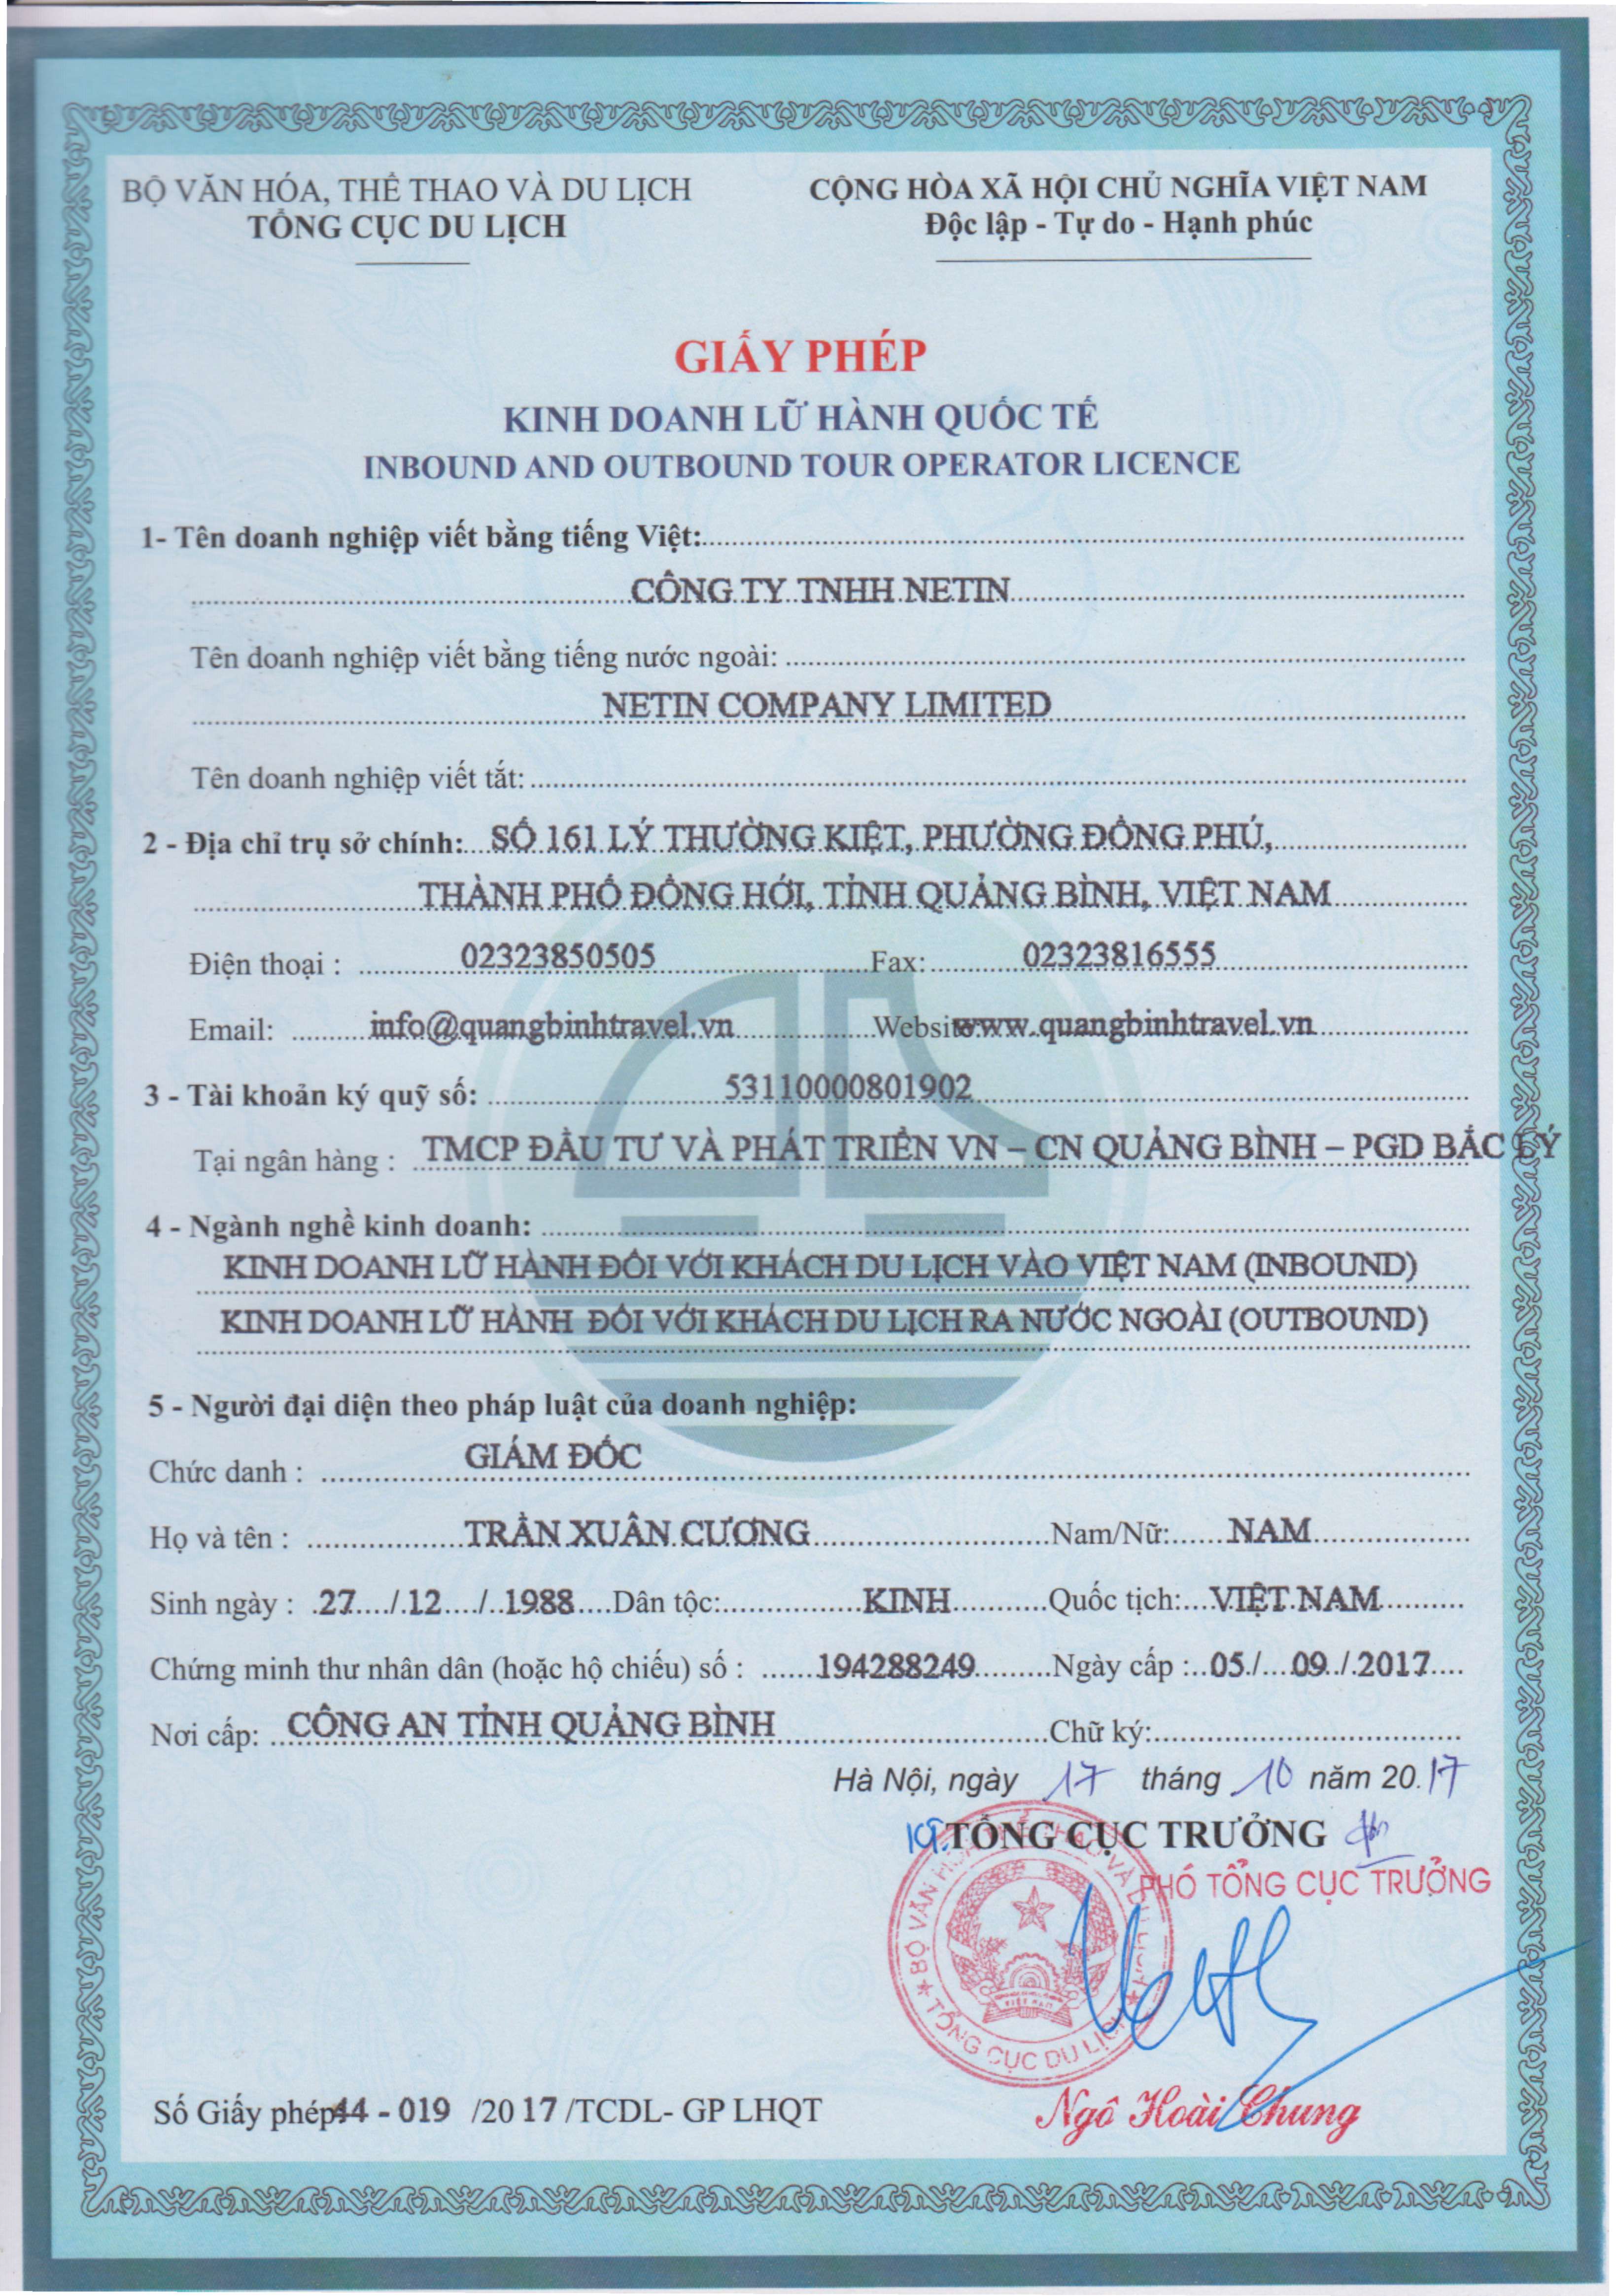 BỘ VĂN HÓA, THỂ THAO VÀ DU LỊCH
TỔNG CỤC DU LỊCH
CỘNG HÒA XÃ HỘI CHỦ NGHĨA VIỆT NAM
Độc lập - Tự do - Hạnh phúc
GIẤY PHÉP
KINH DOANH LỮ HÀNH QUỐC TẾ
INBOUND AND OUTBOUND TOUR OPERATOR LICENCE
1- Tên doanh nghiệp viết bằng tiếng Việt:
CÔNG TY TNHH NETIN
Tên doanh nghiệp viết bằng tiếng nước ngoài:
NETIN COMPANY LIMITED
Tên doanh nghiệp viết tắt:
2 - Địa chỉ trụ sở chính: SỐ 161 LÝ THƯỜNG KIỆT, PHƯỜNG ĐỒNG PHÚ,
THÀNH PHỐ ĐỒNG HỚI, TỈNH QUẢNG BÌNH, VIỆT NAM
Điện thoại : 02323850505 Fax: 02323816555
Email: info@quangbinhtravel.vn Website www.quangbinhtravel.vn
3 - Tài khoản ký quỹ số: 53110000801902
Tại ngân hàng : TMCP ĐẦU TƯ VÀ PHÁT TRIỂN VN – CN QUẢNG BÌNH – PGD BẮC LÝ
4 - Ngành nghề kinh doanh:
KINH DOANH LỮ HÀNH ĐỐI VỚI KHÁCH DU LỊCH VÀO VIỆT NAM (INBOUND)
KINH DOANH LỮ HÀNH ĐỐI VỚI KHÁCH DU LỊCH RA NƯỚC NGOÀI (OUTBOUND)
5 - Người đại diện theo pháp luật của doanh nghiệp:
Chức danh : GIÁM ĐỐC
Họ và tên : TRẦN XUÂN CƯƠNG Nam/Nữ: NAM
Sinh ngày : 27 / 12 / 1988 Dân tộc: KINH Quốc tịch: VIỆT NAM
Chứng minh thư nhân dân (hoặc hộ chiếu) số : 194288249 Ngày cấp : 05 / 09 / 2017
Nơi cấp: CÔNG AN TỈNH QUẢNG BÌNH Chữ ký:
Hà Nội, ngày 17 tháng 10 năm 20.17
KT. TỔNG CỤC TRƯỞNG
PHÓ TỔNG CỤC TRƯỞNG
BỘ VĂN HÓA THỂ THAO VÀ DU LỊCH
VIỆT NAM
TỔNG CỤC DU LỊCH
Ngô Hoài Chung
Số Giấy phép 44 - 019 /20 17 /TCDL- GP LHQT